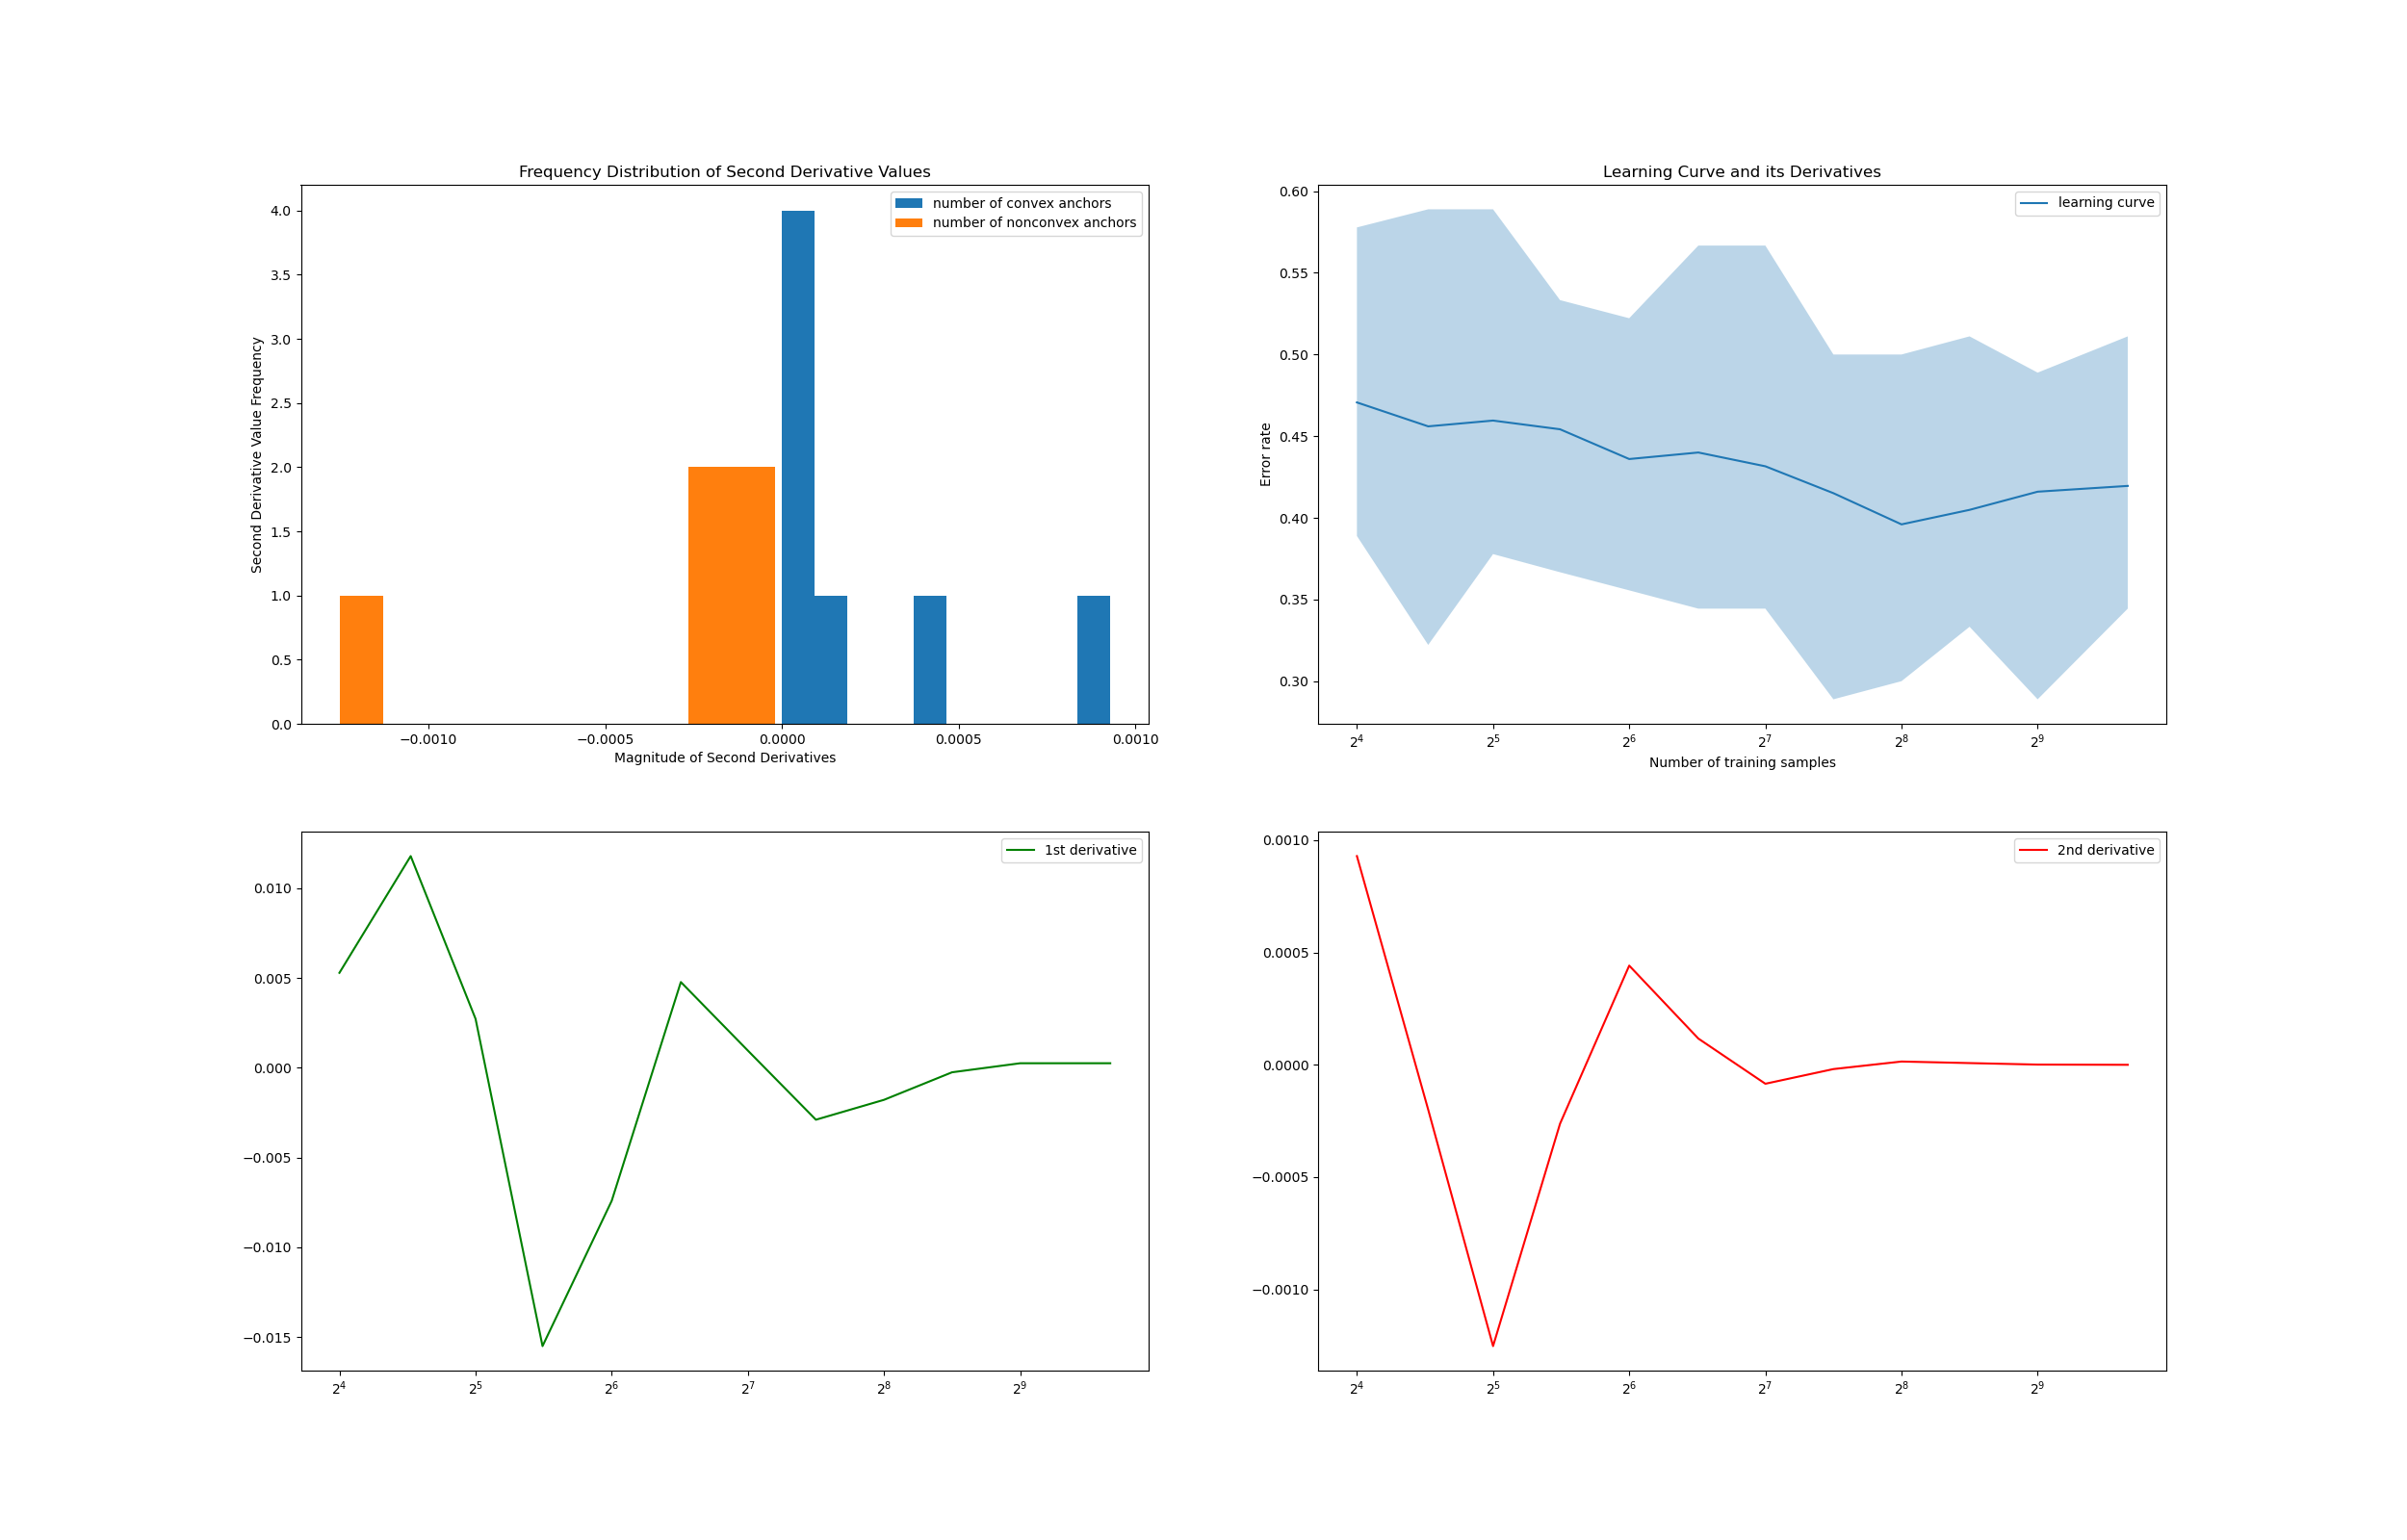 Frequency Distribution of Second Derivative Values
number of convex anchors
number of nonconvex anchors
Second Derivative Value Frequency
4.0
3.5
3.0
2.5
2.0
1.5
1.0
0.5
0.0
−0.0010 −0.0005 0.0000 0.0005 0.0010
Magnitude of Second Derivatives
Learning Curve and its Derivatives
learning curve
Error rate
0.60
0.55
0.50
0.45
0.40
0.35
0.30
2⁴ 2⁵ 2⁶ 2⁷ 2⁸ 2⁹
Number of training samples
1st derivative
0.010
0.005
0.000
−0.005
−0.010
−0.015
2⁴ 2⁵ 2⁶ 2⁷ 2⁸ 2⁹
2nd derivative
0.0010
0.0005
0.0000
−0.0005
−0.0010
2⁴ 2⁵ 2⁶ 2⁷ 2⁸ 2⁹